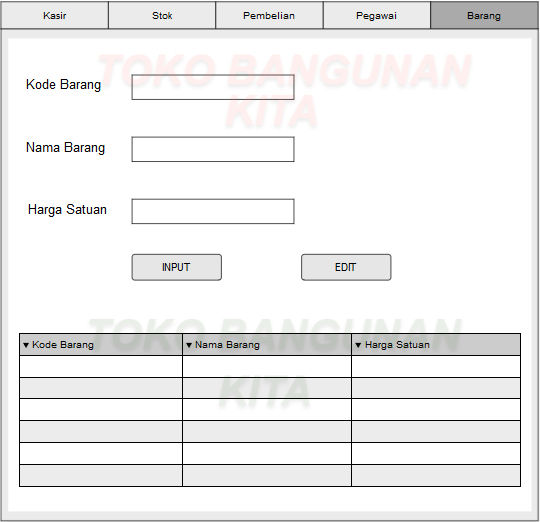 Kasir Stok Pembelian Pegawai Barang
TOKO BANGUNAN
KITA
Kode Barang
Nama Barang
Harga Satuan
INPUT EDIT
TOKO BANGUNAN
KITA
Kode Barang Nama Barang Harga Satuan